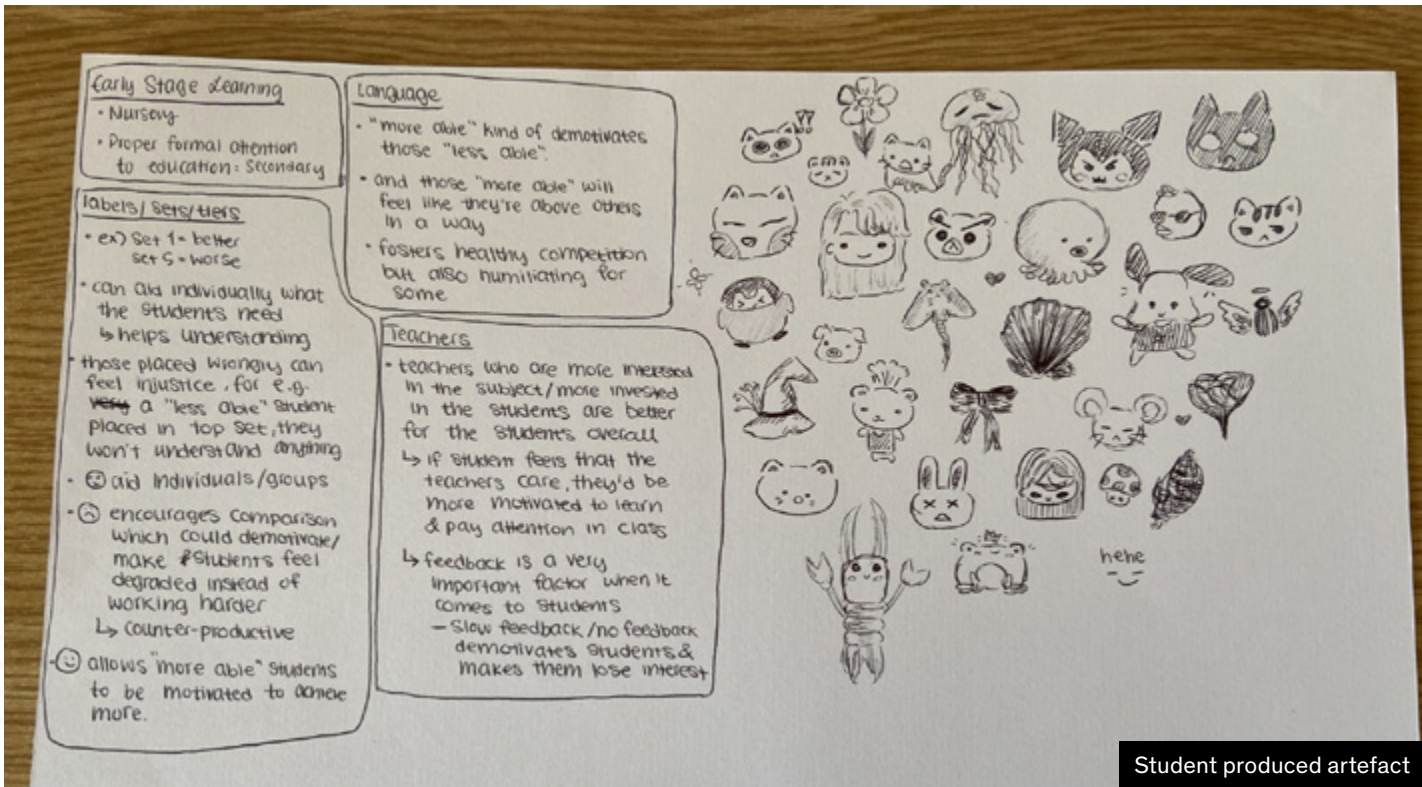 Early Stage Learning
• Nursery
• Proper formal attention
to education = Secondary
labels/sets/tiers
• ex) Set 1 = better
set 5 = worse
• can aid individually what
the students need
↳ helps understanding
• those placed wrongly can
feel injustice, for e.g.
a "less able" student
placed in top set, they
won't understand anything
• aid individuals/groups
• encourages comparison
which could demotivate/
make students feel
degraded instead of
working harder
↳ counter-productive
- allows "more able" students
to be motivated to achieve
more.
Language
• "more able" kind of demotivates
those "less able".
• and those "more able" will
feel like they're above others
in a way
• fosters healthy competition
but also humiliating for
some
Teachers
• teachers who are more interested
in the subject/more invested
in the students are better
for the students overall
↳ if student feels that the
teachers care, they'd be
more motivated to learn
& pay attention in class
↳ feedback is a very
important factor when it
comes to students
– Slow feedback/no feedback
demotivates students &
makes them lose interest
!!
hehe
Student produced artefact